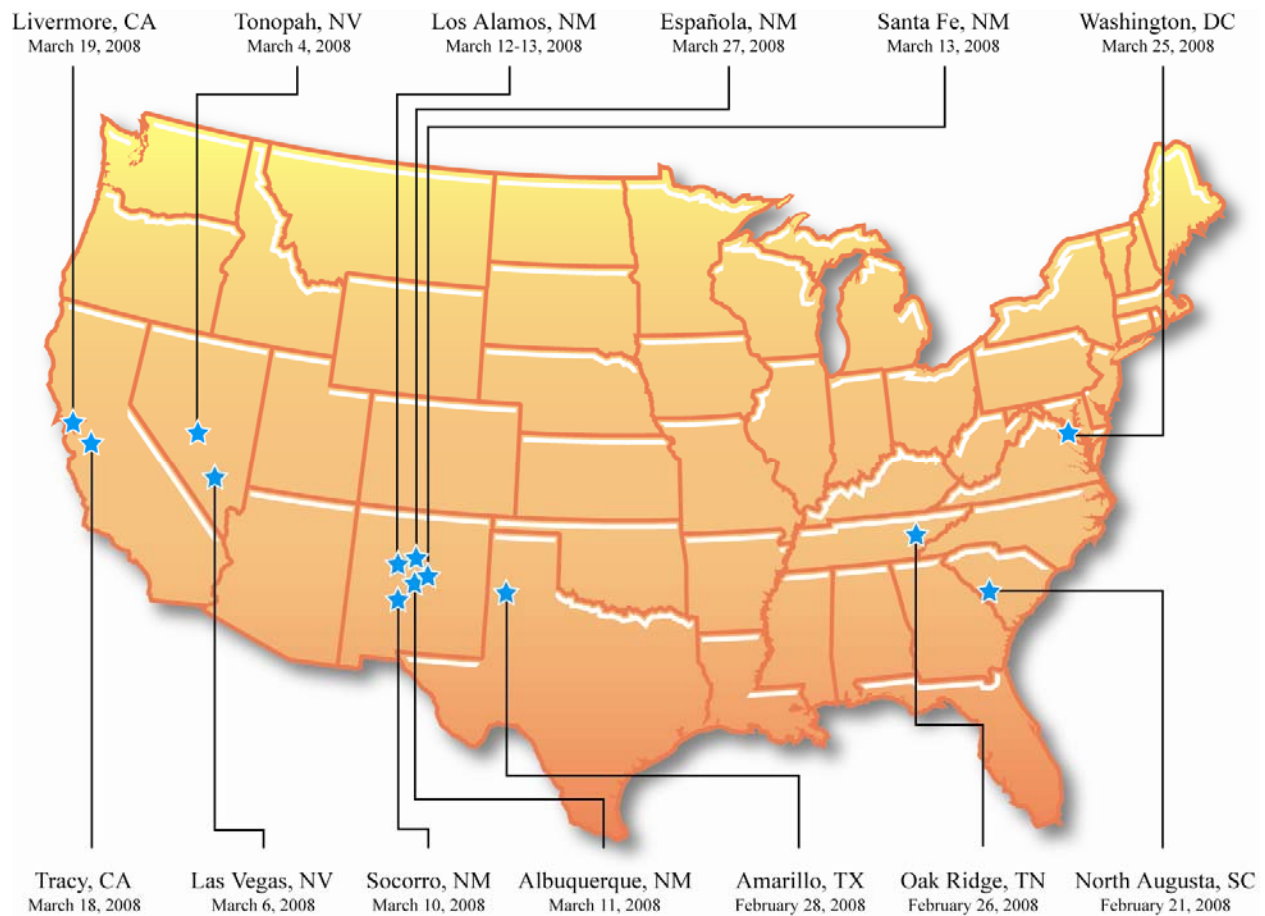 Livermore, CA
March 19, 2008
Tonopah, NV
March 4, 2008
Los Alamos, NM
March 12-13, 2008
Española, NM
March 27, 2008
Santa Fe, NM
March 13, 2008
Washington, DC
March 25, 2008
Tracy, CA
March 18, 2008
Las Vegas, NV
March 6, 2008
Socorro, NM
March 10, 2008
Albuquerque, NM
March 11, 2008
Amarillo, TX
February 28, 2008
Oak Ridge, TN
February 26, 2008
North Augusta, SC
February 21, 2008